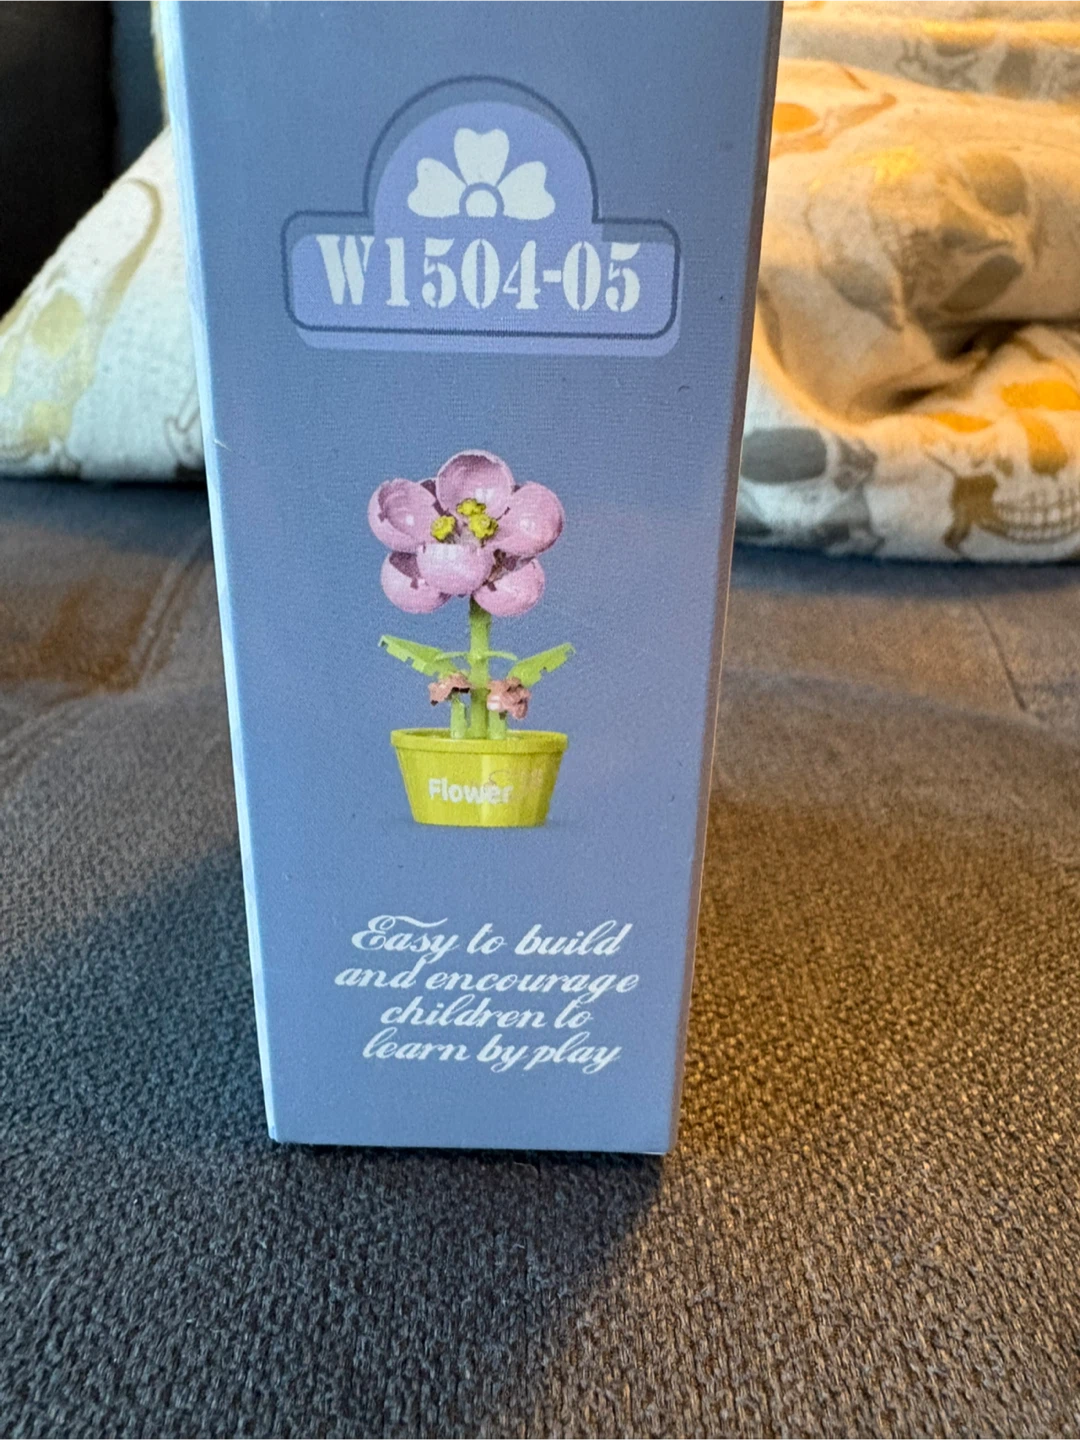 W1504-05
Flower
Easy to build
and encourage
children to
learn by play